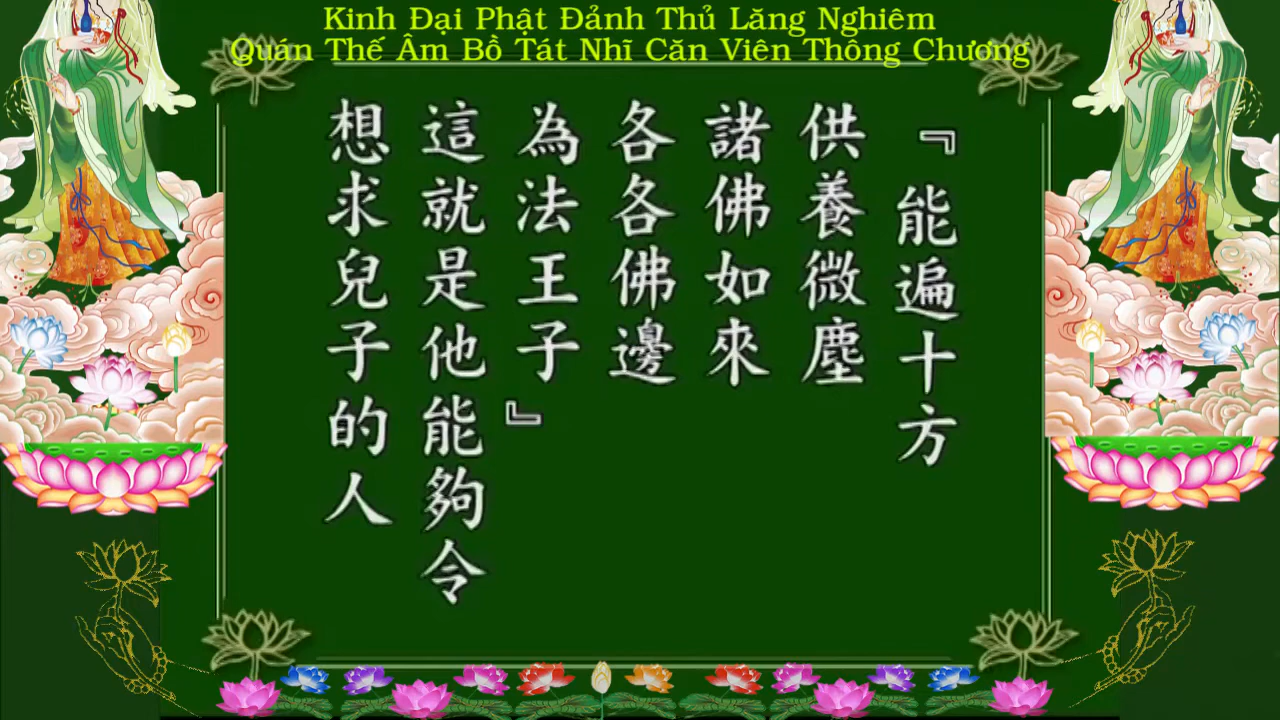 Kinh Đại Phật Đảnh Thủ Lăng Nghiêm
Quán Thế Âm Bồ Tát Nhĩ Căn Viên Thông Chương
『能遍十方
供養微塵
諸佛如來
各各佛邊
為法王子』
這就是他能夠令
想求兒子的人